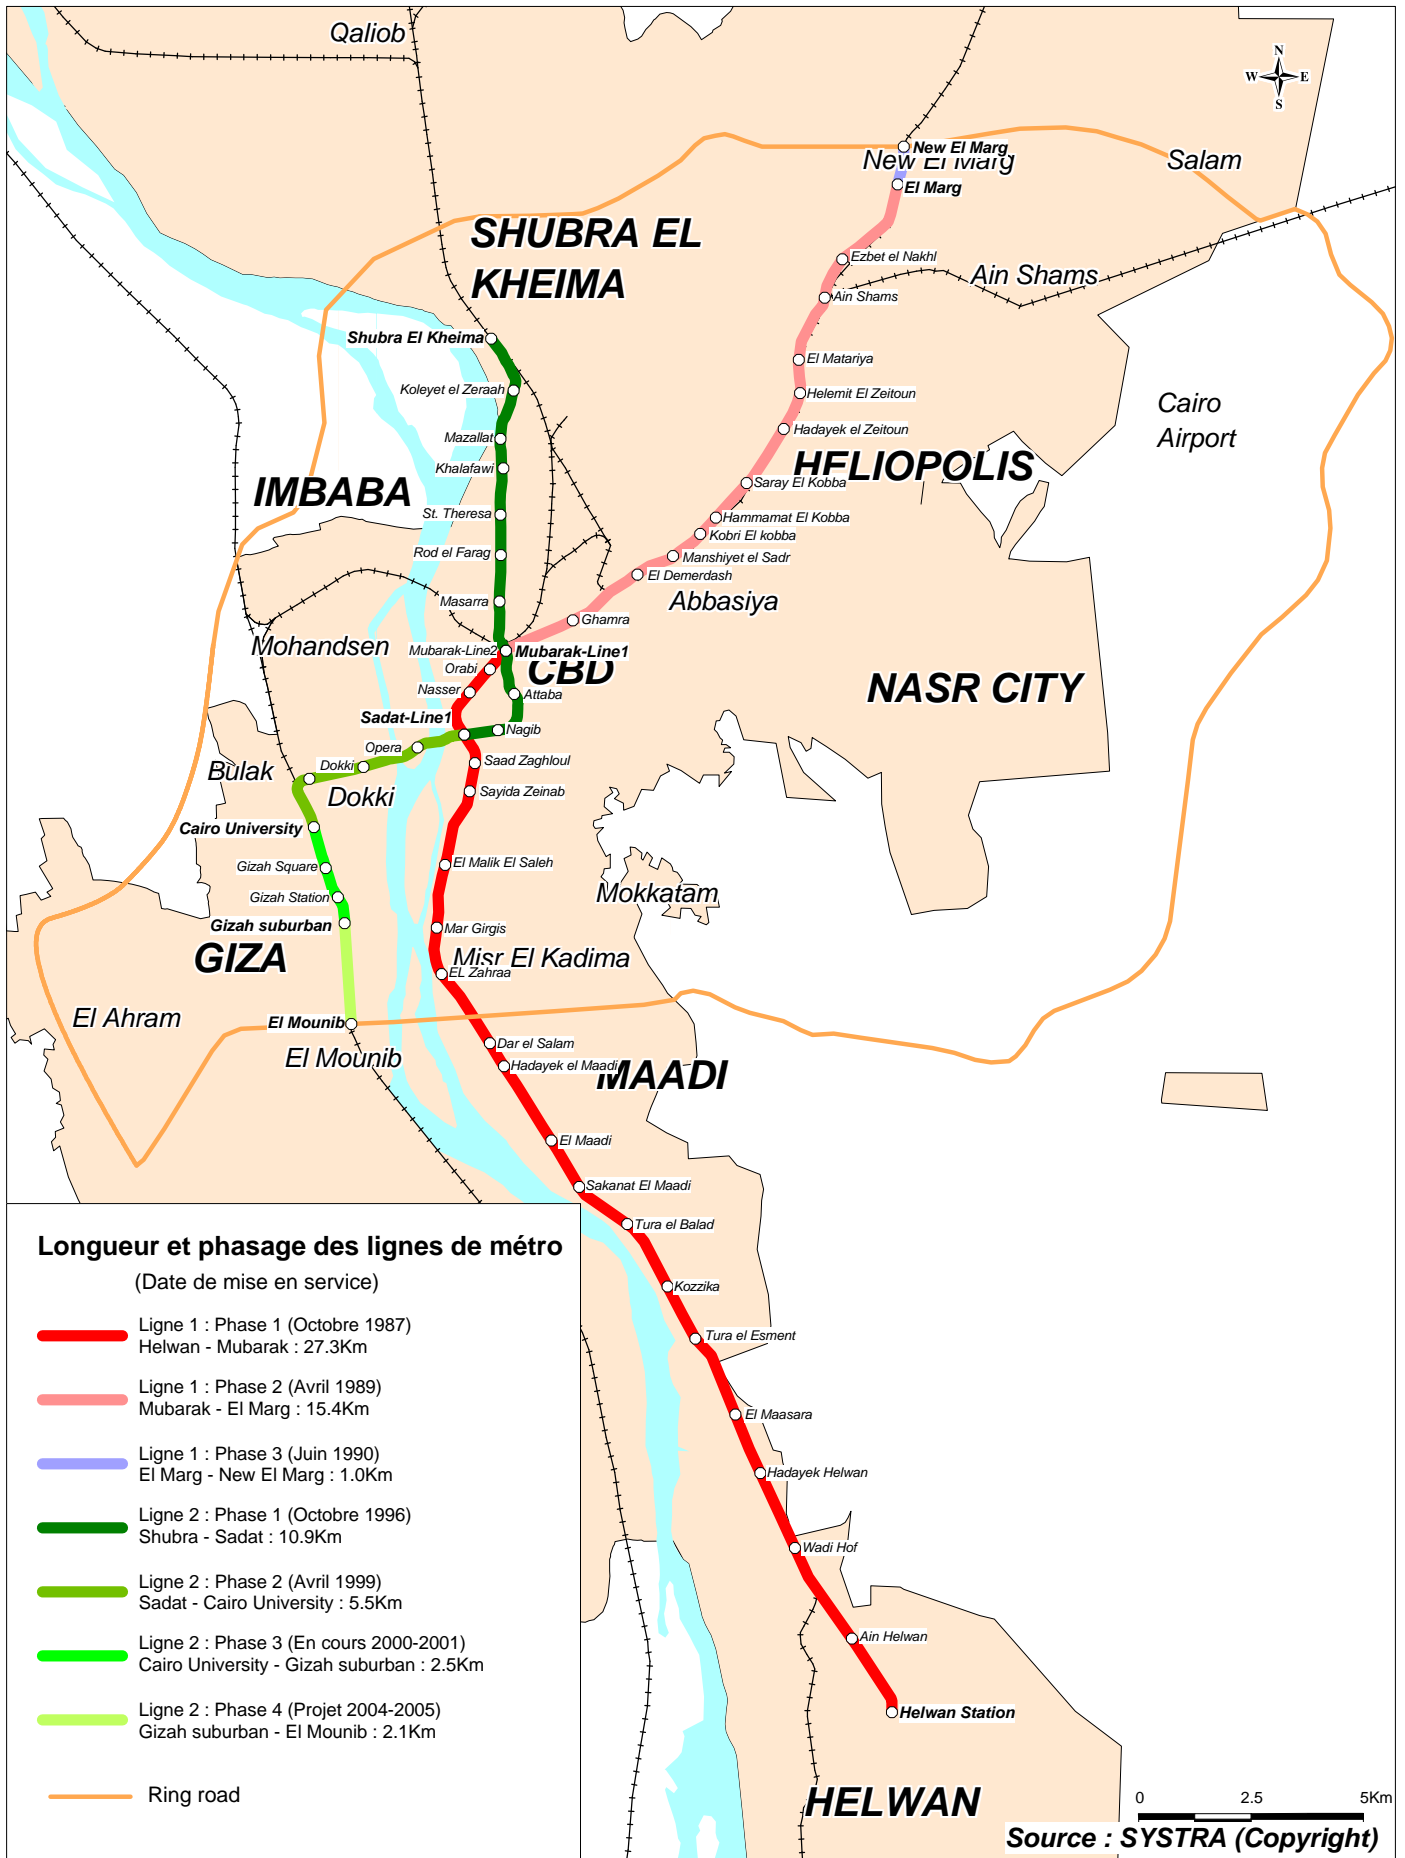 Qaliob
N
W
E
S
New El Marg
New El Marg
Salam
El Marg
SHUBRA EL
KHEIMA
Ezbet el Nakhl
Ain Shams
Ain Shams
Shubra El Kheima
El Matariya
Koleyet el Zeraah
Helemit El Zeitoun
Cairo
Airport
Hadayek el Zeitoun
Mazallat
Khalafawi
HELIOPOLIS
IMBABA
Saray El Kobba
St. Theresa
Hammamat El Kobba
Kobri El kobba
Rod el Farag
Manshiyet el Sadr
El Demerdash
Masarra
Abbasiya
Ghamra
Mohandsen
Mubarak-Line2
Mubarak-Line1
Orabi
CBD
Nasser
Attaba
NASR CITY
Sadat-Line1
Nagib
Opera
Saad Zaghloul
Bulak
Dokki
Dokki
Sayida Zeinab
Cairo University
Gizah Square
El Malik El Saleh
Gizah Station
Mokkatam
Gizah suburban
Mar Girgis
GIZA
Misr El Kadima
EL Zahraa
El Ahram
El Mounib
El Mounib
Dar el Salam
Hadayek el Maadi
MAADI
El Maadi
Sakanat El Maadi
Tura el Balad
Kozzika
Tura el Esment
El Maasara
Hadayek Helwan
Wadi Hof
Ain Helwan
Helwan Station
HELWAN
Longueur et phasage des lignes de métro
(Date de mise en service)
Ligne 1 : Phase 1 (Octobre 1987)
Helwan - Mubarak : 27.3Km
Ligne 1 : Phase 2 (Avril 1989)
Mubarak - El Marg : 15.4Km
Ligne 1 : Phase 3 (Juin 1990)
El Marg - New El Marg : 1.0Km
Ligne 2 : Phase 1 (Octobre 1996)
Shubra - Sadat : 10.9Km
Ligne 2 : Phase 2 (Avril 1999)
Sadat - Cairo University : 5.5Km
Ligne 2 : Phase 3 (En cours 2000-2001)
Cairo University - Gizah suburban : 2.5Km
Ligne 2 : Phase 4 (Projet 2004-2005)
Gizah suburban - El Mounib : 2.1Km
Ring road
0 2.5 5Km
Source : SYSTRA (Copyright)